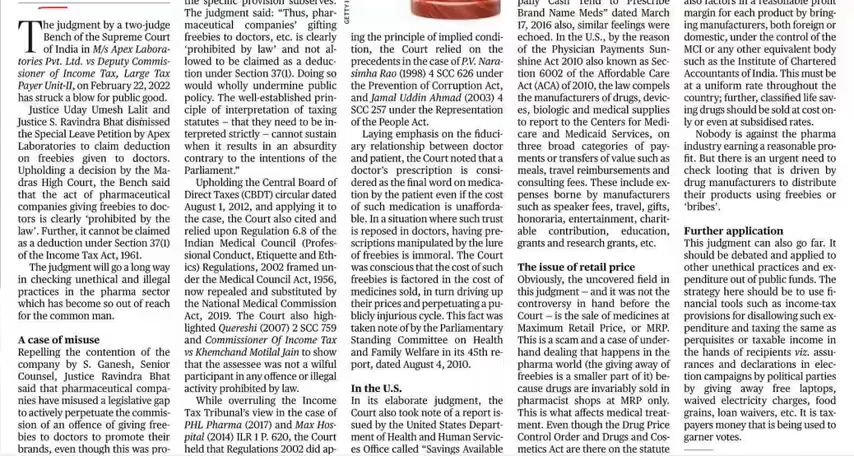 The judgment by a two-judge
Bench of the Supreme Court
of India in M/s Apex Labora-
tories Pvt. Ltd. vs Deputy Commis-
sioner of Income Tax, Large Tax
Payer Unit-II, on February 22, 2022
has struck a blow for public good.
Justice Uday Umesh Lalit and
Justice S. Ravindra Bhat dismissed
the Special Leave Petition by Apex
Laboratories to claim deduction
on freebies given to doctors.
Upholding a decision by the Ma-
dras High Court, the Bench said
that the act of pharmaceutical
companies giving freebies to doc-
tors is clearly ‘prohibited by the
law’. Further, it cannot be claimed
as a deduction under Section 37(1)
of the Income Tax Act, 1961.
The judgment will go a long way
in checking unethical and illegal
practices in the pharma sector
which has become so out of reach
for the common man.
A case of misuse
Repelling the contention of the
company by S. Ganesh, Senior
Counsel, Justice Ravindra Bhat
said that pharmaceutical compa-
nies have misused a legislative gap
to actively perpetuate the commis-
sion of an offence of giving free-
bies to doctors to promote their
brands, even though this was pro-
the specific provision subserves.
The judgment said: “Thus, phar-
maceutical companies’ gifting
freebies to doctors, etc. is clearly
‘prohibited by law’ and not al-
lowed to be claimed as a deduc-
tion under Section 37(1). Doing so
would wholly undermine public
policy. The well-established prin-
ciple of interpretation of taxing
statutes – that they need to be in-
terpreted strictly – cannot sustain
when it results in an absurdity
contrary to the intentions of the
Parliament.”
Upholding the Central Board of
Direct Taxes (CBDT) circular dated
August 1, 2012, and applying it to
the case, the Court also cited and
relied upon Regulation 6.8 of the
Indian Medical Council (Profes-
sional Conduct, Etiquette and Eth-
ics) Regulations, 2002 framed un-
der the Medical Council Act, 1956,
now repealed and substituted by
the National Medical Commission
Act, 2019. The Court also high-
lighted Quereshi (2007) 2 SCC 759
and Commissioner Of Income Tax
vs Khemchand Motilal Jain to show
that the assessee was not a wilful
participant in any offence or illegal
activity prohibited by law.
While overruling the Income
Tax Tribunal’s view in the case of
PHL Pharma (2017) and Max Hos-
pital (2014) ILR 1 P. 620, the Court
held that Regulations 2002 did ap-
GETTY I
ing the principle of implied condi-
tion, the Court relied on the
precedents in the case of P.V. Nara-
simha Rao (1998) 4 SCC 626 under
the Prevention of Corruption Act,
and Jamal Uddin Ahmad (2003) 4
SCC 257 under the Representation
of the People Act.
Laying emphasis on the fiduci-
ary relationship between doctor
and patient, the Court noted that a
doctor’s prescription is consi-
dered as the final word on medica-
tion by the patient even if the cost
of such medication is unafforda-
ble. In a situation where such trust
is reposed in doctors, having pre-
scriptions manipulated by the lure
of freebies is immoral. The Court
was conscious that the cost of such
freebies is factored in the cost of
medicines sold, in turn driving up
their prices and perpetuating a pu-
blicly injurious cycle. This fact was
taken note of by the Parliamentary
Standing Committee on Health
and Family Welfare in its 45th re-
port, dated August 4, 2010.
In the U.S.
In its elaborate judgment, the
Court also took note of a report is-
sued by the United States Depart-
ment of Health and Human Servic-
es Office called “Savings Available
pally Cash Tend to Prescribe
Brand Name Meds” dated March
17, 2016 also, similar feelings were
echoed. In the U.S., by the reason
of the Physician Payments Sun-
shine Act 2010 also known as Sec-
tion 6002 of the Affordable Care
Act (ACA) of 2010, the law compels
the manufacturers of drugs, devic-
es, biologic and medical supplies
to report to the Centers for Medi-
care and Medicaid Services, on
three broad categories of pay-
ments or transfers of value such as
meals, travel reimbursements and
consulting fees. These include ex-
penses borne by manufacturers
such as speaker fees, travel, gifts,
honoraria, entertainment, charit-
able contribution, education,
grants and research grants, etc.
The issue of retail price
Obviously, the uncovered field in
this judgment – and it was not the
controversy in hand before the
Court – is the sale of medicines at
Maximum Retail Price, or MRP.
This is a scam and a case of under-
hand dealing that happens in the
pharma world (the giving away of
freebies is a smaller part of it) be-
cause drugs are invariably sold in
pharmacist shops at MRP only.
This is what affects medical treat-
ment. Even though the Drug Price
Control Order and Drugs and Cos-
metics Act are there on the statute
also factors in a reasonable profit
margin for each product by bring-
ing manufacturers, both foreign or
domestic, under the control of the
MCI or any other equivalent body
such as the Institute of Chartered
Accountants of India. This must be
at a uniform rate throughout the
country; further, classified life sav-
ing drugs should be sold at cost on-
ly or even at subsidised rates.
Nobody is against the pharma
industry earning a reasonable pro-
fit. But there is an urgent need to
check looting that is driven by
drug manufacturers to distribute
their products using freebies or
‘bribes’.
Further application
This judgment can also go far. It
should be debated and applied to
other unethical practices and ex-
penditure out of public funds. The
strategy here should be to use fi-
nancial tools such as income-tax
provisions for disallowing such ex-
penditure and taxing the same as
perquisites or taxable income in
the hands of recipients viz. assu-
rances and declarations in elec-
tion campaigns by political parties
by giving away free laptops,
waived electricity charges, food
grains, loan waivers, etc. It is tax-
payers money that is being used to
garner votes.